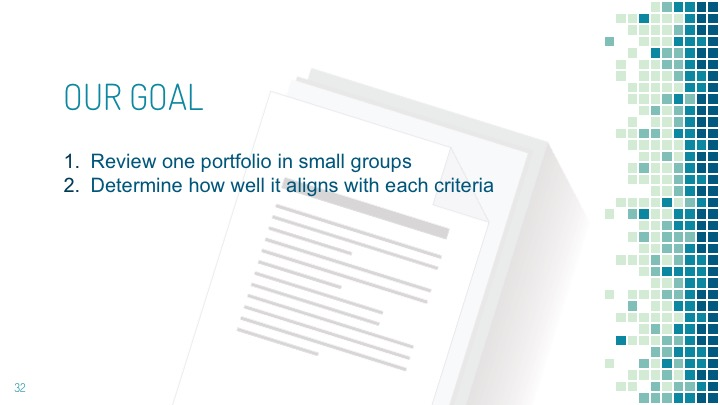 OUR GOAL
1. Review one portfolio in small groups
2. Determine how well it aligns with each criteria
32